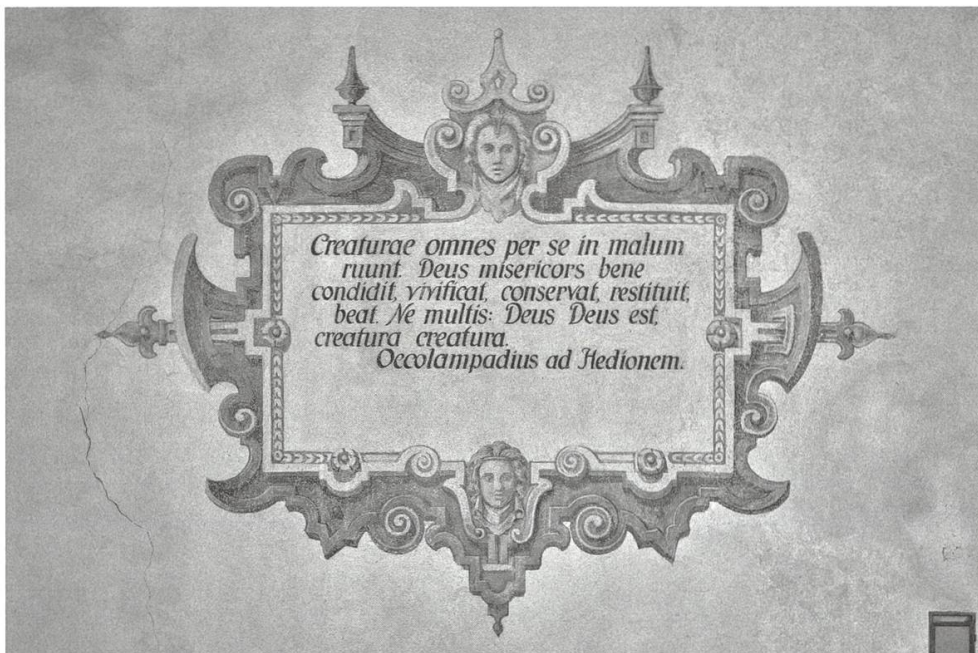 Creaturae omnes per se in malum
ruunt. Deus misericors bene
condidit, vivificat, conservat, restituit,
beat. Ne multis: Deus Deus est,
creatura creatura.
Occolampadius ad Hedionem.